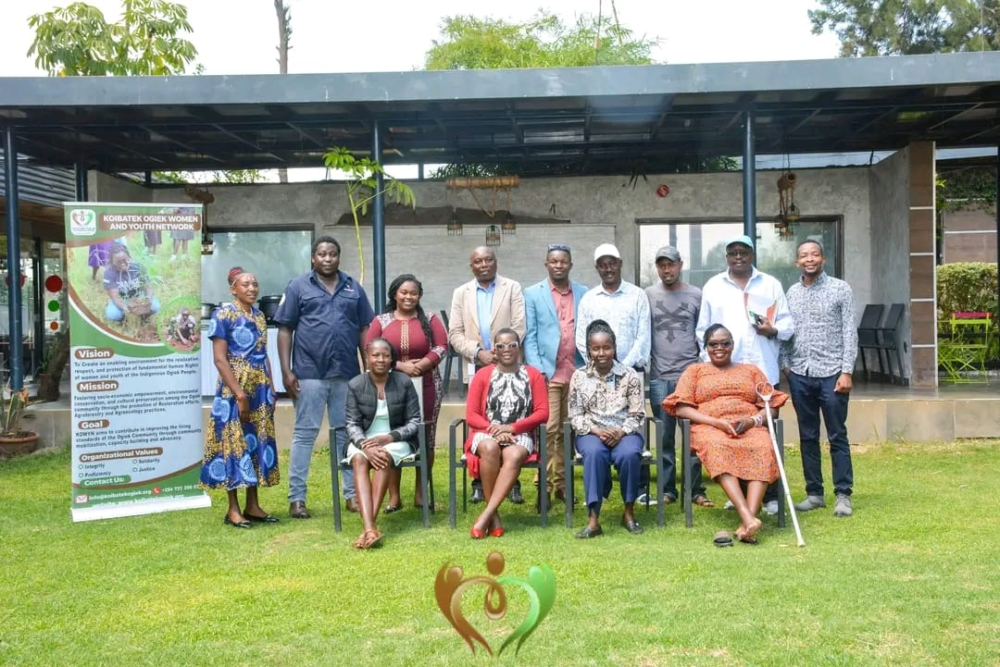 KOIBATEK OGIEK WOMEN
AND YOUTH NETWORK
Vision
To Create an enabling environment for the realization
respect, and protection of fundamental human Rights
of women and youth of the Indigenous Ogiek People.
Mission
Fostering socio-economic empowerment, environmental
conservation, and cultural preservation among the Ogiek
community through the promotion of Restoration efforts,
Agroforestry and Agroecology practices.
Goal
KOWYN aims to contribute in improving the living
standards of the Ogiek Community through community
mobilization, capacity building and advocacy.
Organizational Values
Integrity
Solidarity
Proficiency
Justice
Contact Us:
info@koibatekogiek.org
+254 721 398
website: www.koibatekogiek.org